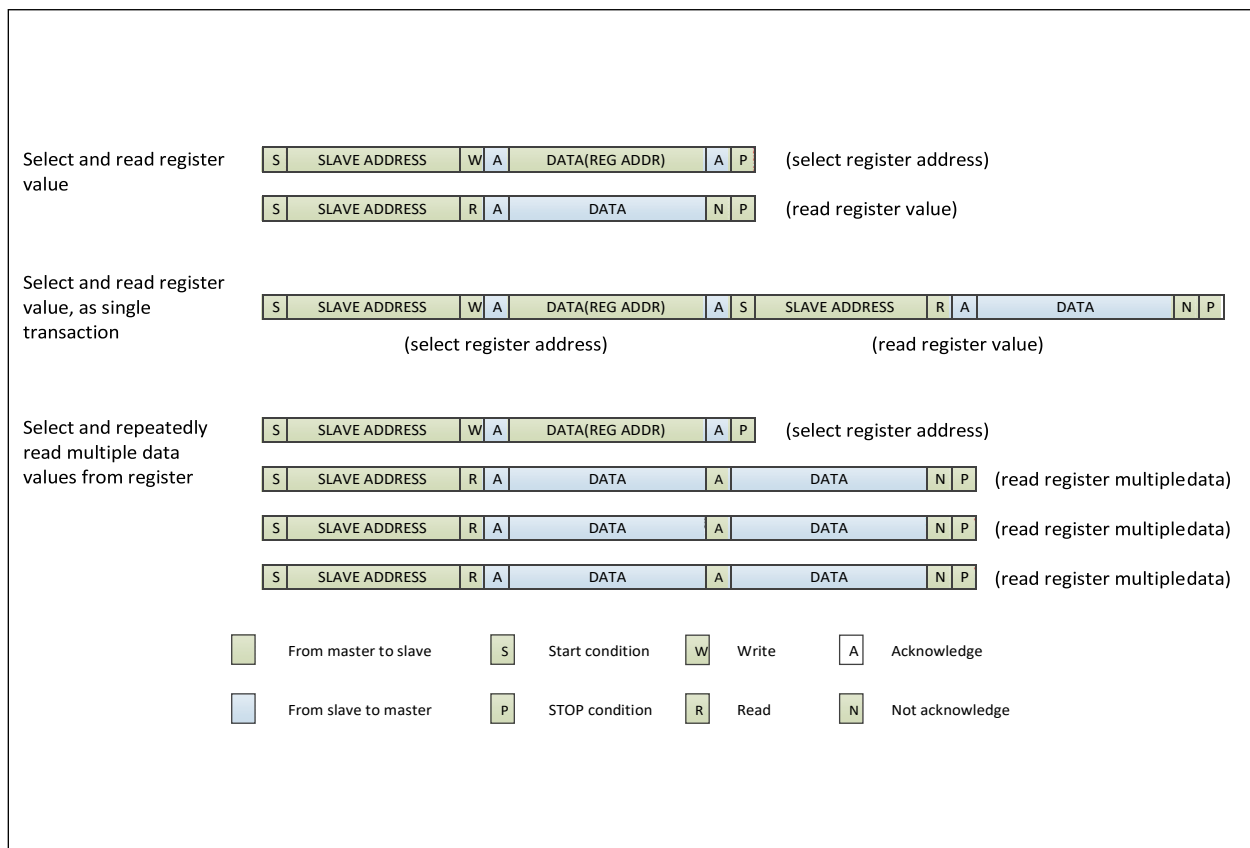 Select and read register
value
S SLAVE ADDRESS W A DATA(REG ADDR) A P (select register address)
S SLAVE ADDRESS R A DATA N P (read register value)
Select and read register
value, as single
transaction
S SLAVE ADDRESS W A DATA(REG ADDR) A S SLAVE ADDRESS R A DATA N P
(select register address) (read register value)
Select and repeatedly
read multiple data
values from register
S SLAVE ADDRESS W A DATA(REG ADDR) A P (select register address)
S SLAVE ADDRESS R A DATA A DATA N P (read register multipledata)
S SLAVE ADDRESS R A DATA A DATA N P (read register multipledata)
S SLAVE ADDRESS R A DATA A DATA N P (read register multipledata)
From master to slave S Start condition W Write A Acknowledge
From slave to master P STOP condition R Read N Not acknowledge